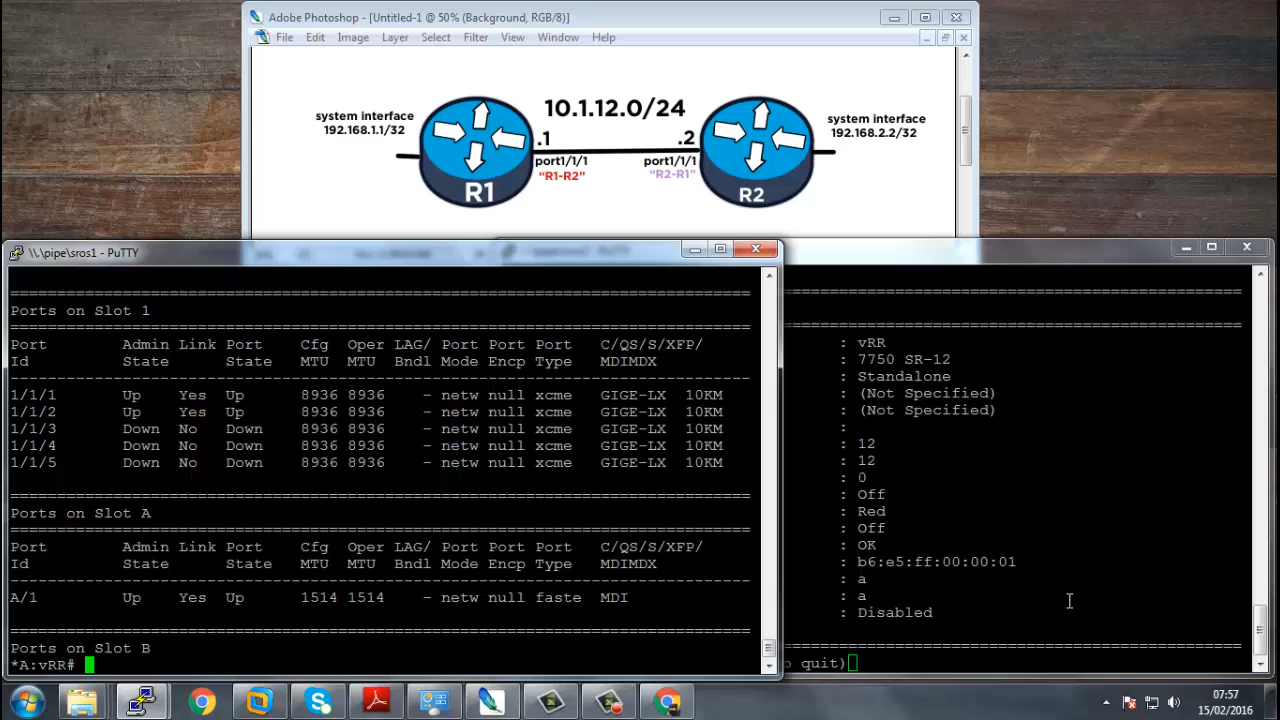 Adobe Photoshop - [Untitled-1 @ 50% (Background, RGB/8)]
File Edit Image Layer Select Filter View Window Help
system interface
192.168.1.1/32
10.1.12.0/24
system interface
192.168.2.2/32
.1
.2
port1/1/1
port1/1/1
"R1-R2"
"R2-R1"
R1
R2
\\.\pipe\sros1 - PuTTY
==============================================================================
Ports on Slot 1
==============================================================================
Port Admin Link Port Cfg Oper LAG/ Port Port Port C/QS/S/XFP/
Id State State MTU MTU Bndl Mode Encp Type MDIMDX
------------------------------------------------------------------------------
1/1/1 Up Yes Up 8936 8936 - netw null xcme GIGE-LX 10KM
1/1/2 Up Yes Up 8936 8936 - netw null xcme GIGE-LX 10KM
1/1/3 Down No Down 8936 8936 - netw null xcme GIGE-LX 10KM
1/1/4 Down No Down 8936 8936 - netw null xcme GIGE-LX 10KM
1/1/5 Down No Down 8936 8936 - netw null xcme GIGE-LX 10KM
==============================================================================
Ports on Slot A
==============================================================================
Port Admin Link Port Cfg Oper LAG/ Port Port Port C/QS/S/XFP/
Id State State MTU MTU Bndl Mode Encp Type MDIMDX
------------------------------------------------------------------------------
A/1 Up Yes Up 1514 1514 - netw null faste MDI
==============================================================================
Ports on Slot B
*A:vRR#
: vRR
: 7750 SR-12
: Standalone
: (Not Specified)
: (Not Specified)
:
: 12
: 12
: 0
: Off
: Red
: Off
: OK
: b6:e5:ff:00:00:01
: a
: a
: Disabled
quit)
07:57
15/02/2016